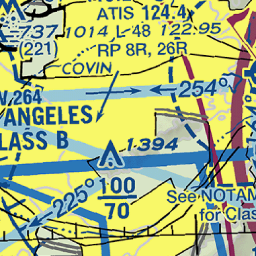 ATIS 124.4
737
(221)
1014 L-48 122.95
RP 8R, 26R
COVIN
254°
V 264
ANGELES
LASS B
1394
100
70
225°
See NOTAM
for Clas